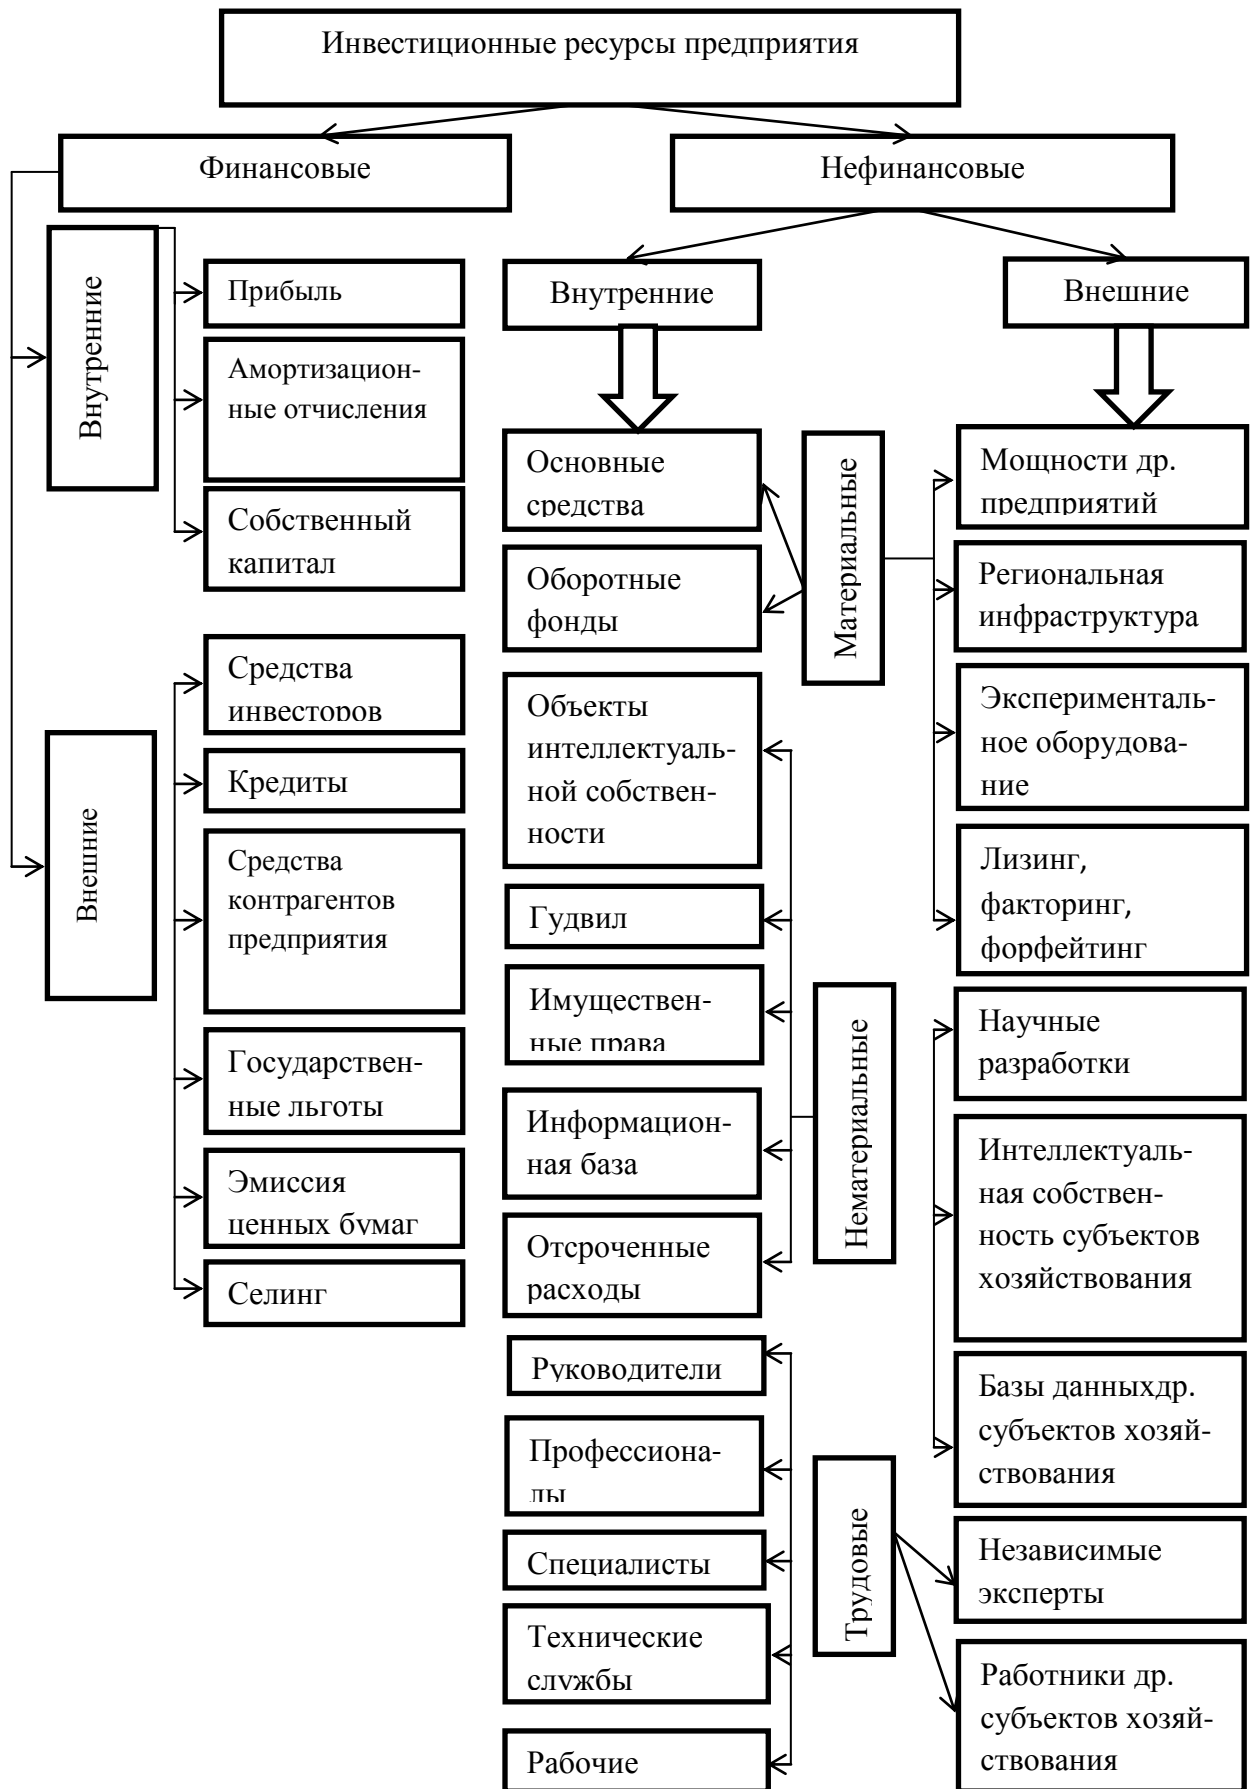 Инвестиционные ресурсы предприятия
Финансовые
Нефинансовые
Внутренние
Прибыль
Амортизацион-
ные отчисления
Собственный
капитал
Внешние
Средства
инвесторов
Кредиты
Средства
контрагентов
предприятия
Государствен-
ные льготы
Эмиссия
ценных бумаг
Селинг
Внутренние
Внешние
Материальные
Основные
средства
Оборотные
фонды
Мощности др.
предприятий
Региональная
инфраструктура
Эксперименталь-
ное оборудова-
ние
Лизинг,
факторинг,
форфейтинг
Нематериальные
Объекты
интеллектуаль-
ной собствен-
ности
Гудвил
Имуществен-
ные права
Информацион-
ная база
Отсроченные
расходы
Научные
разработки
Интеллектуаль-
ная собствен-
ность субъектов
хозяйствования
Базы данныхдр.
субъектов хозяй-
ствования
Трудовые
Руководители
Профессиона-
лы
Специалисты
Технические
службы
Рабочие
Независимые
эксперты
Работники др.
субъектов хозяй-
ствования